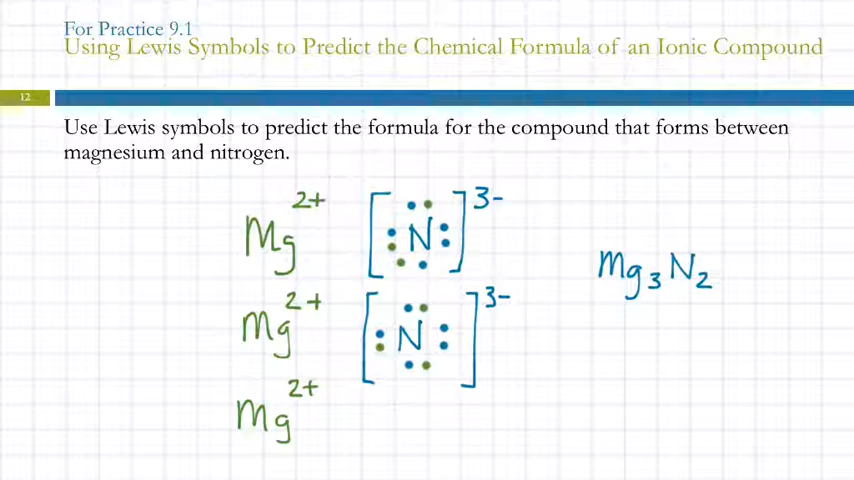 For Practice 9.1
Using Lewis Symbols to Predict the Chemical Formula of an Ionic Compound
12
Use Lewis symbols to predict the formula for the compound that forms between
magnesium and nitrogen.
Mg²⁺ [N]³⁻
Mg₃N₂
Mg²⁺ [N]³⁻
Mg²⁺